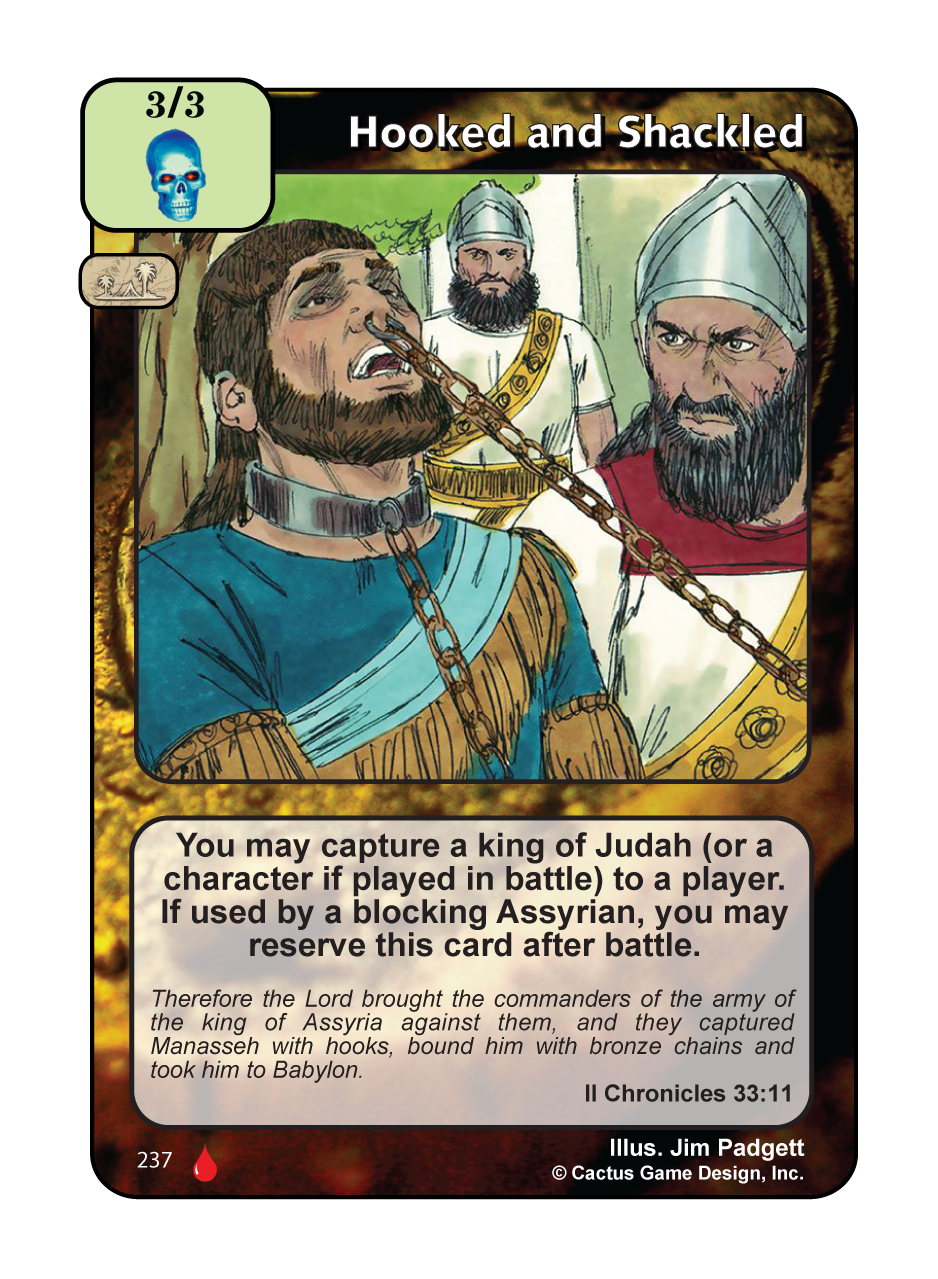 3/3
Hooked and Shackled
You may capture a king of Judah (or a
character if played in battle) to a player.
If used by a blocking Assyrian, you may
reserve this card after battle.
Therefore the Lord brought the commanders of the army of
the king of Assyria against them, and they captured
Manasseh with hooks, bound him with bronze chains and
took him to Babylon.
II Chronicles 33:11
237
Illus. Jim Padgett
© Cactus Game Design, Inc.